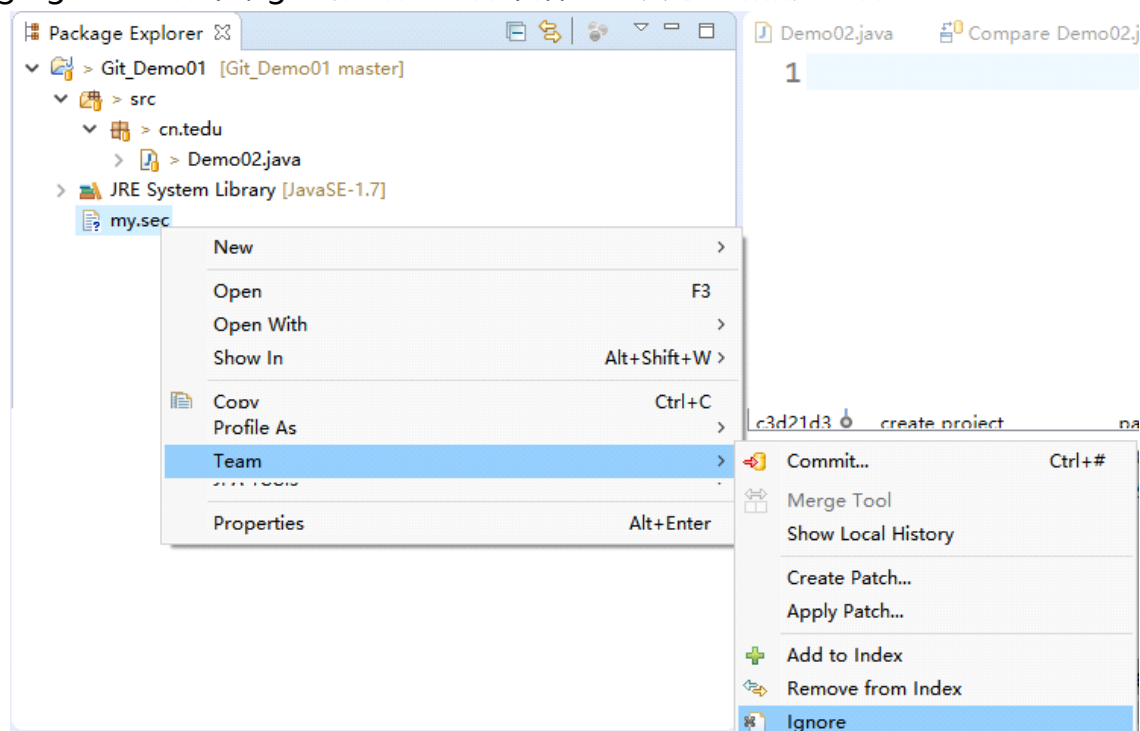 Package Explorer
> Git_Demo01 [Git_Demo01 master]
> src
> cn.tedu
> Demo02.java
JRE System Library [JavaSE-1.7]
my.sec
Demo02.java
Compare Demo02.j
1
New
Open F3
Open With
Show In Alt+Shift+W
Copy Ctrl+C
Profile As
Team
JPA Tools
Properties Alt+Enter
c3d21d3 create project pa
Commit... Ctrl+#
Merge Tool
Show Local History
Create Patch...
Apply Patch...
Add to Index
Remove from Index
Ignore